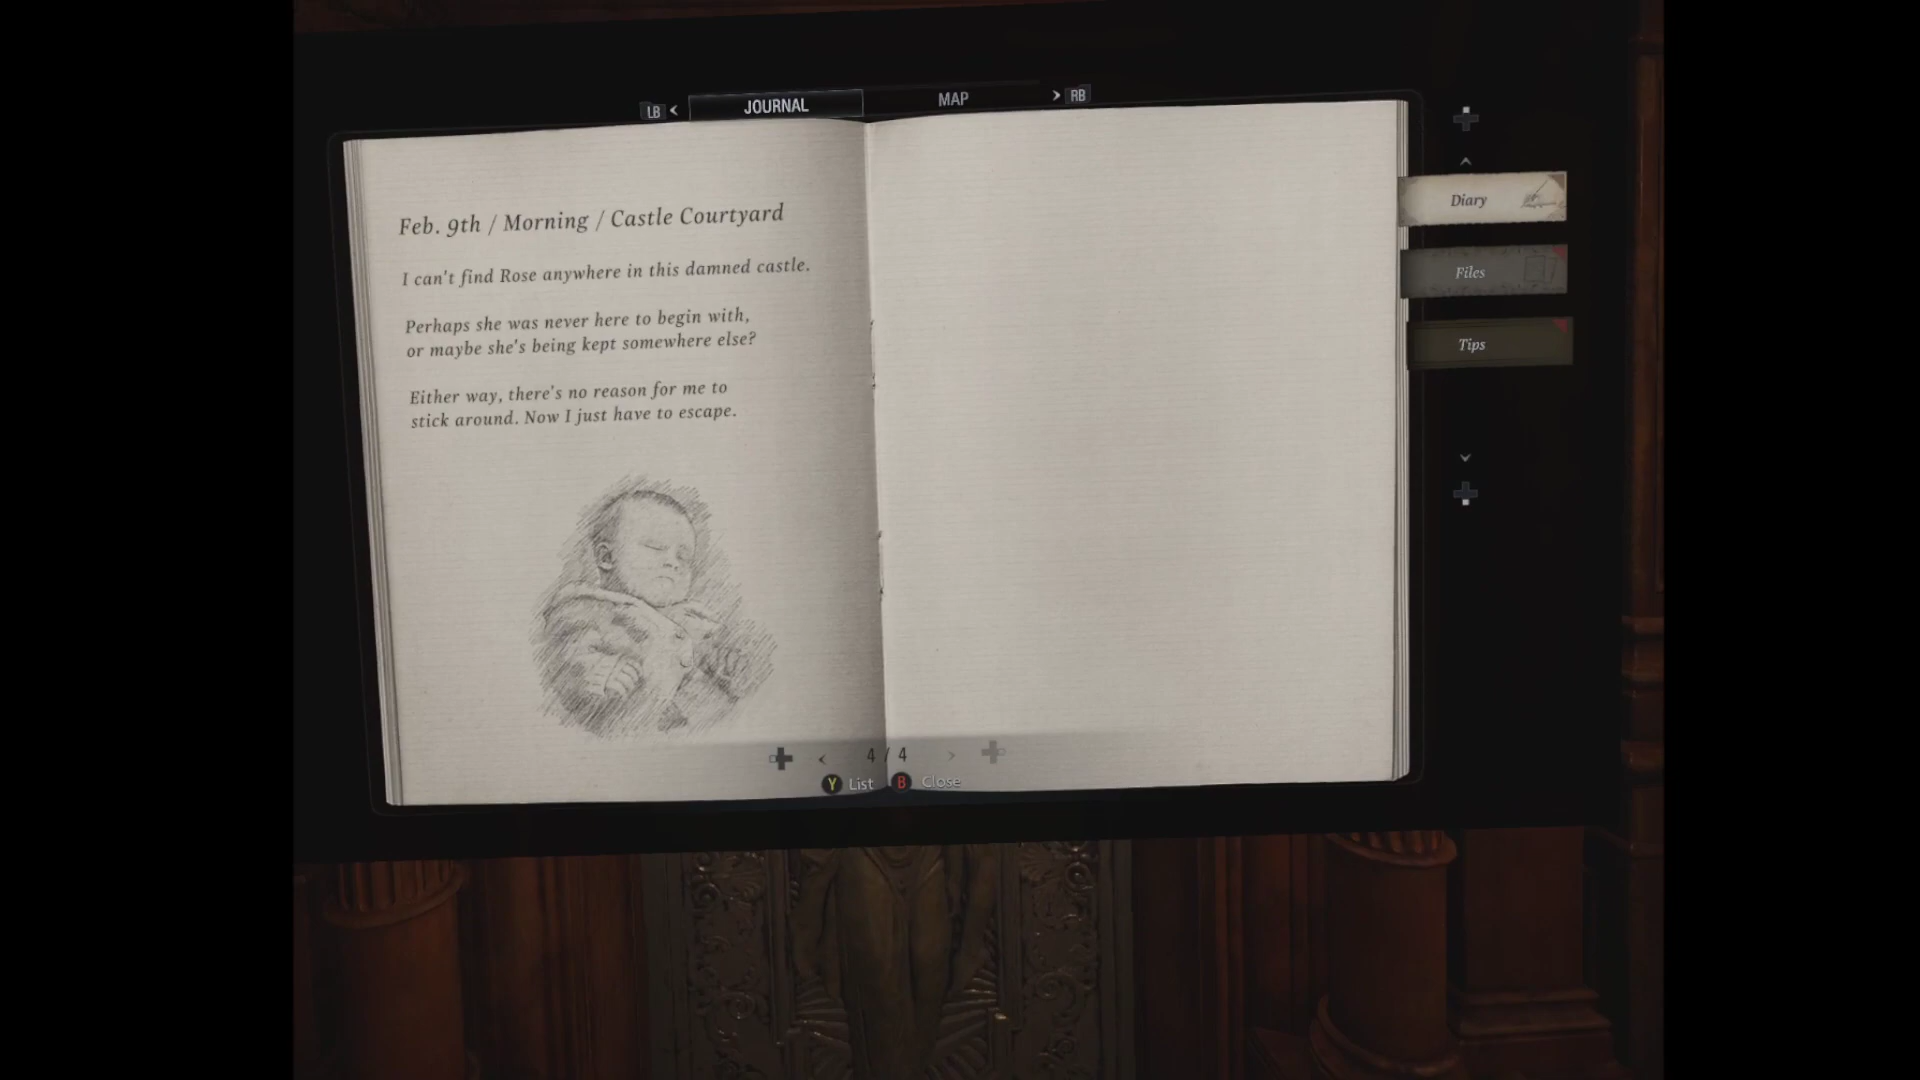 LB < JOURNAL MAP > RB
Feb. 9th / Morning / Castle Courtyard
I can't find Rose anywhere in this damned castle.
Perhaps she was never here to begin with,
or maybe she's being kept somewhere else?
Either way, there's no reason for me to
stick around. Now I just have to escape.
Diary
Files
Tips
< 4 / 4 >
Y List B Close